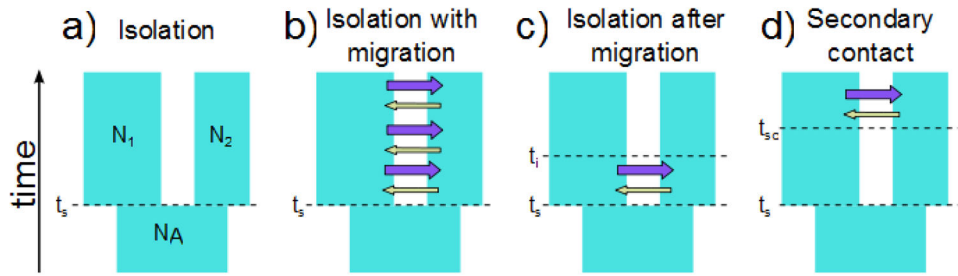 a) Isolation
b) Isolation with
migration
c) Isolation after
migration
d) Secondary
contact
time
N1
N2
NA
ts
ts
ti
ts
tsc
ts